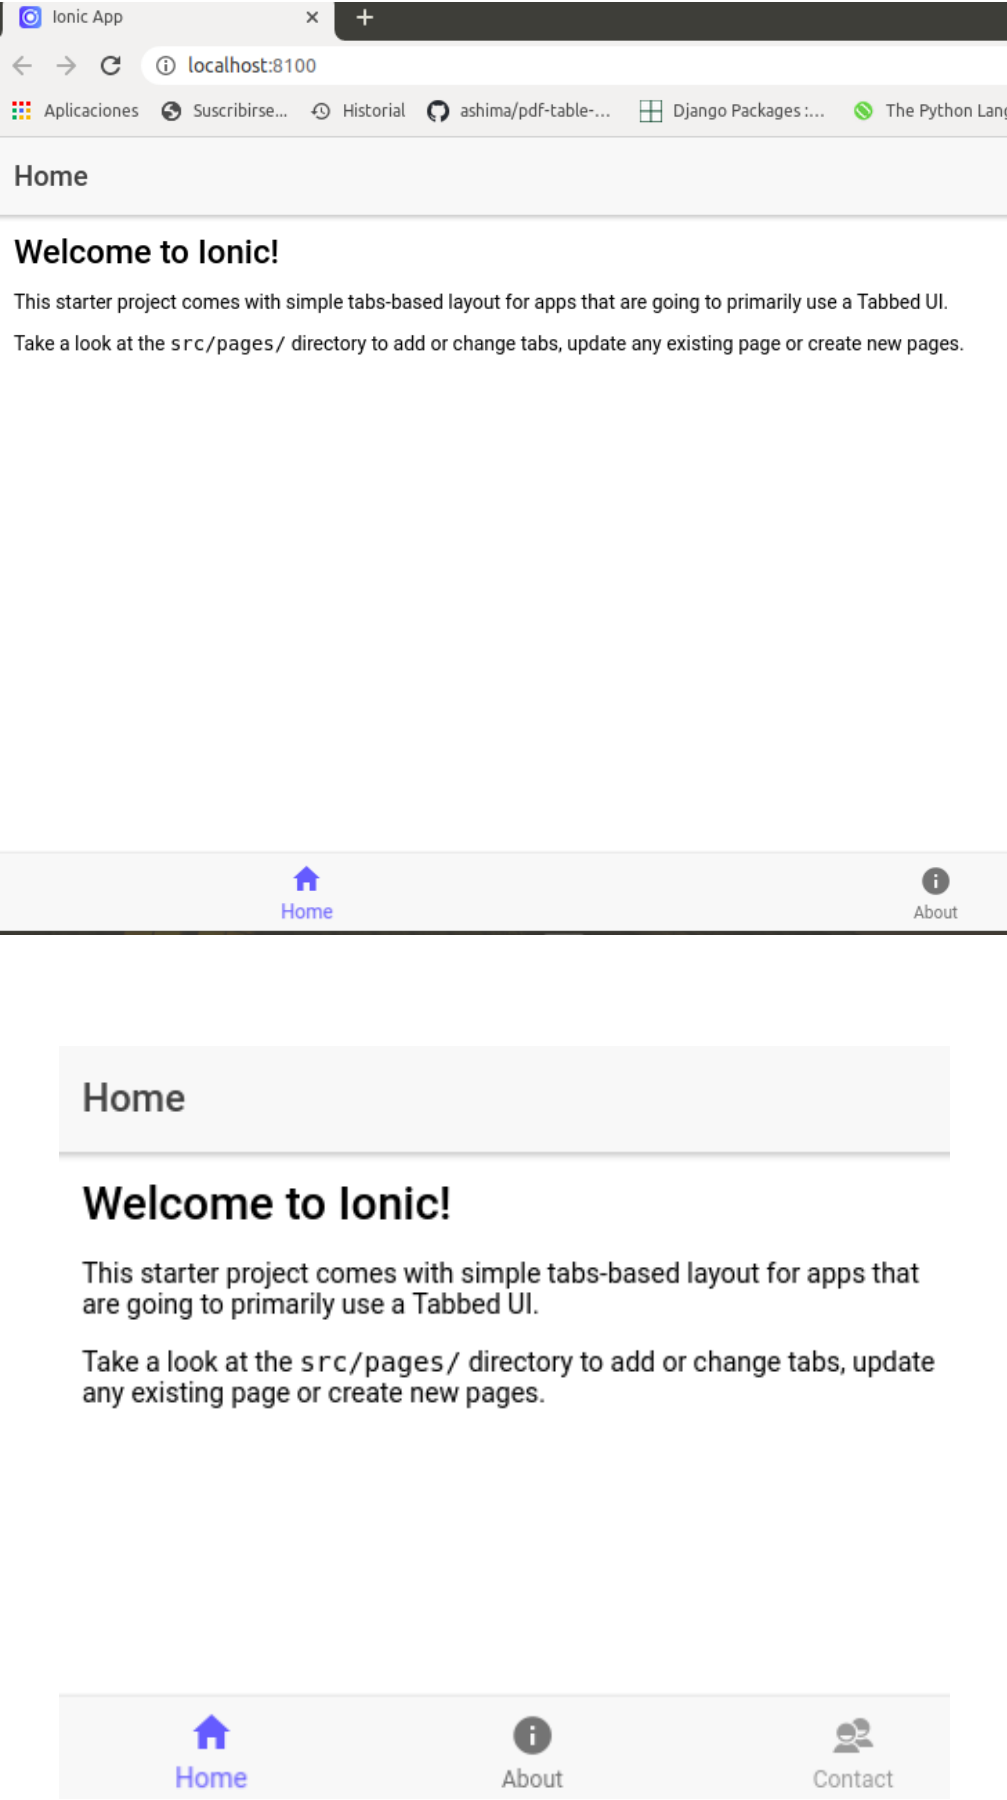 Ionic App
localhost:8100
Aplicaciones Suscribirse... Historial ashima/pdf-table-... Django Packages :... The Python Lang
Home
Welcome to Ionic!
This starter project comes with simple tabs-based layout for apps that are going to primarily use a Tabbed UI.
Take a look at the src/pages/ directory to add or change tabs, update any existing page or create new pages.
Home About
Home
Welcome to Ionic!
This starter project comes with simple tabs-based layout for apps that
are going to primarily use a Tabbed UI.
Take a look at the src/pages/ directory to add or change tabs, update
any existing page or create new pages.
Home About Contact